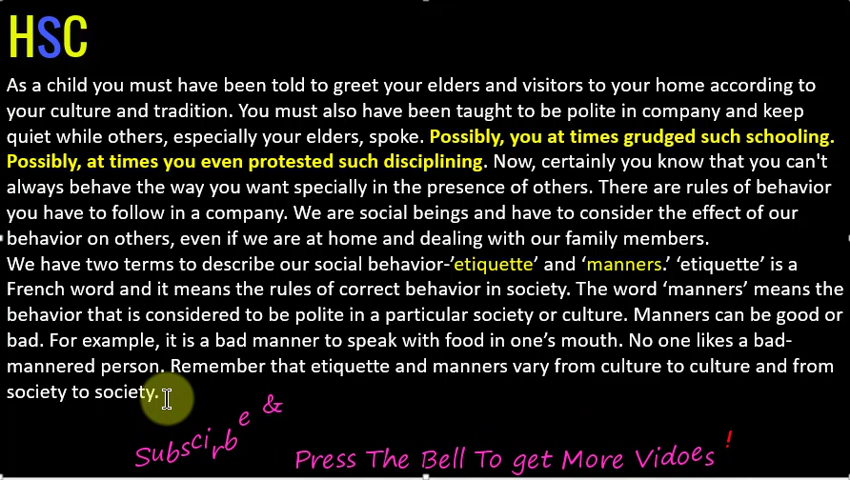 HSC
As a child you must have been told to greet your elders and visitors to your home according to
your culture and tradition. You must also have been taught to be polite in company and keep
quiet while others, especially your elders, spoke. Possibly, you at times grudged such schooling.
Possibly, at times you even protested such disciplining. Now, certainly you know that you can't
always behave the way you want specially in the presence of others. There are rules of behavior
you have to follow in a company. We are social beings and have to consider the effect of our
behavior on others, even if we are at home and dealing with our family members.
We have two terms to describe our social behavior-’etiquette’ and ‘manners.’ ‘etiquette’ is a
French word and it means the rules of correct behavior in society. The word ‘manners’ means the
behavior that is considered to be polite in a particular society or culture. Manners can be good or
bad. For example, it is a bad manner to speak with food in one’s mouth. No one likes a bad-
mannered person. Remember that etiquette and manners vary from culture to culture and from
society to society.
Subscirbe &
Press The Bell To get More Vidoes !